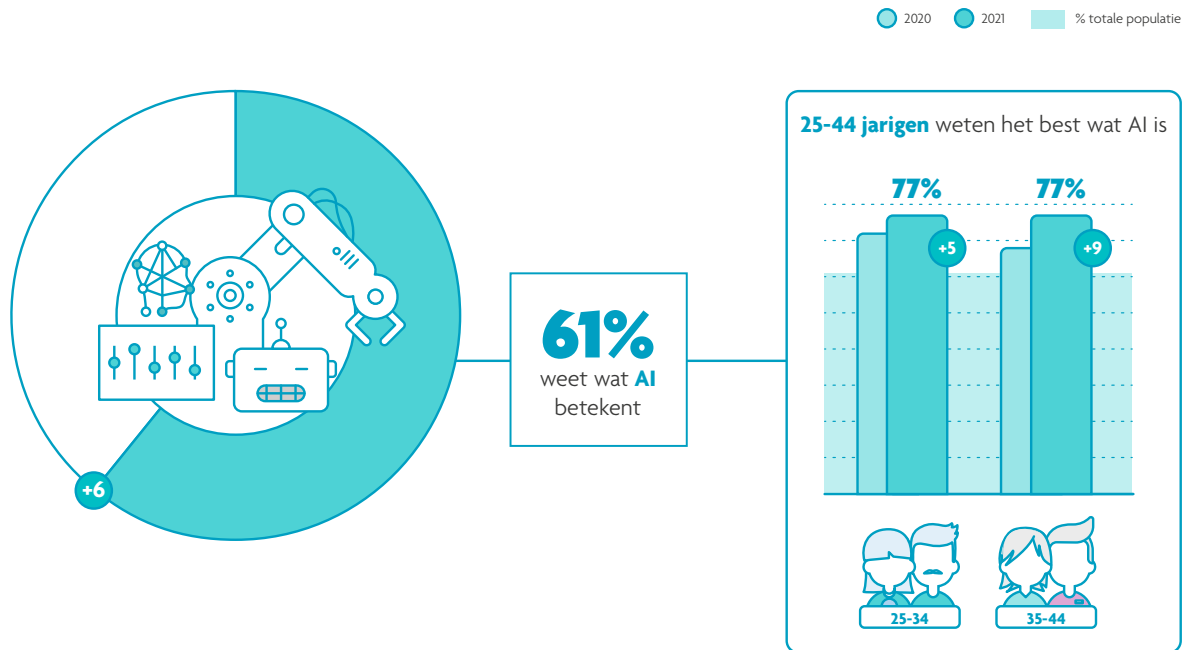 2020
2021
% totale populatie
25-44 jarigen weten het best wat AI is
77%
77%
+5
+9
61%
weet wat AI
betekent
+6
25-34
35-44